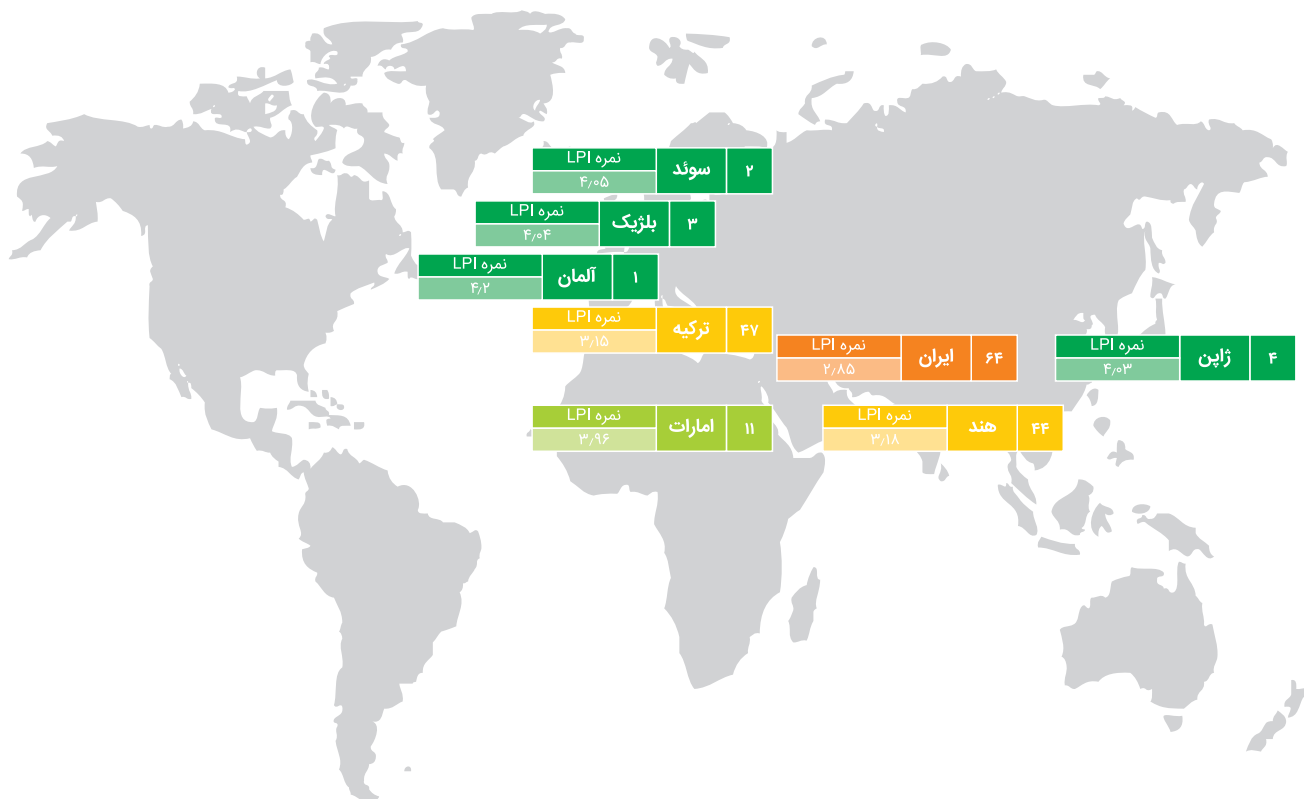 ۲ سوئد نمره LPI
۴٫۰۵
۳ بلژیک نمره LPI
۴٫۰۴
۱ آلمان نمره LPI
۴٫۲
۴۷ ترکیه نمره LPI
۳٫۱۵
۴ ژاپن نمره LPI
۴٫۰۳
۶۴ ایران نمره LPI
۲٫۸۵
۴۴ هند نمره LPI
۳٫۱۸
۱۱ امارات نمره LPI
۳٫۹۶